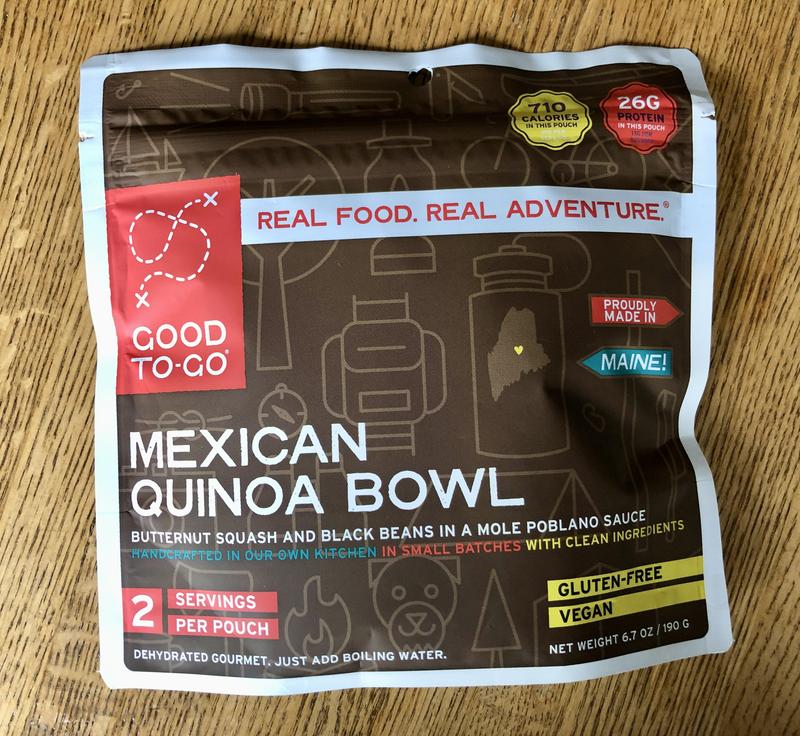 710
CALORIES
IN THIS POUCH
26G
PROTEIN
IN THIS POUCH
REAL FOOD. REAL ADVENTURE.®
GOOD
TO-GO®
PROUDLY
MADE IN
MAINE!
MEXICAN
QUINOA BOWL
BUTTERNUT SQUASH AND BLACK BEANS IN A MOLE POBLANO SAUCE
HANDCRAFTED IN OUR OWN KITCHEN IN SMALL BATCHES WITH CLEAN INGREDIENTS
2
SERVINGS
PER POUCH
GLUTEN-FREE
VEGAN
DEHYDRATED GOURMET. JUST ADD BOILING WATER.
NET WEIGHT 6.7 OZ / 190 G